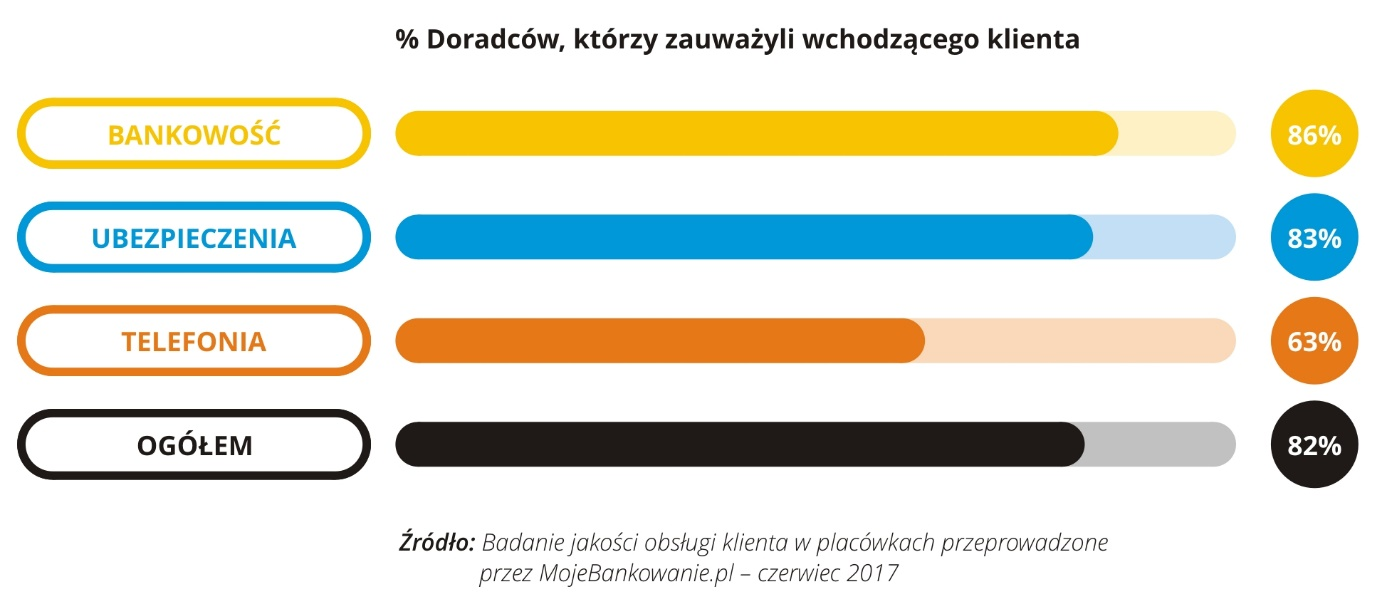 % Doradców, którzy zauważyli wchodzącego klienta
BANKOWOŚĆ 86%
UBEZPIECZENIA 83%
TELEFONIA 63%
OGÓŁEM 82%
Źródło: Badanie jakości obsługi klienta w placówkach przeprowadzone
przez MojeBankowanie.pl – czerwiec 2017